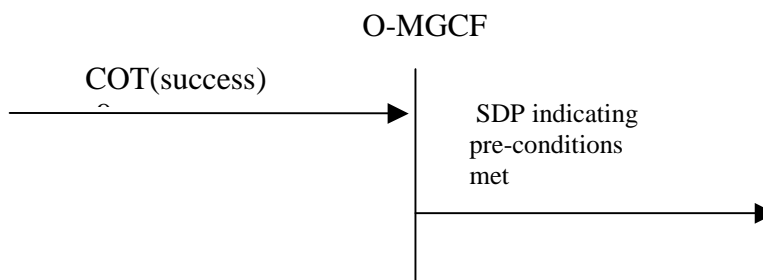 O-MGCF
COT(success)
SDP indicating
pre-conditions
met